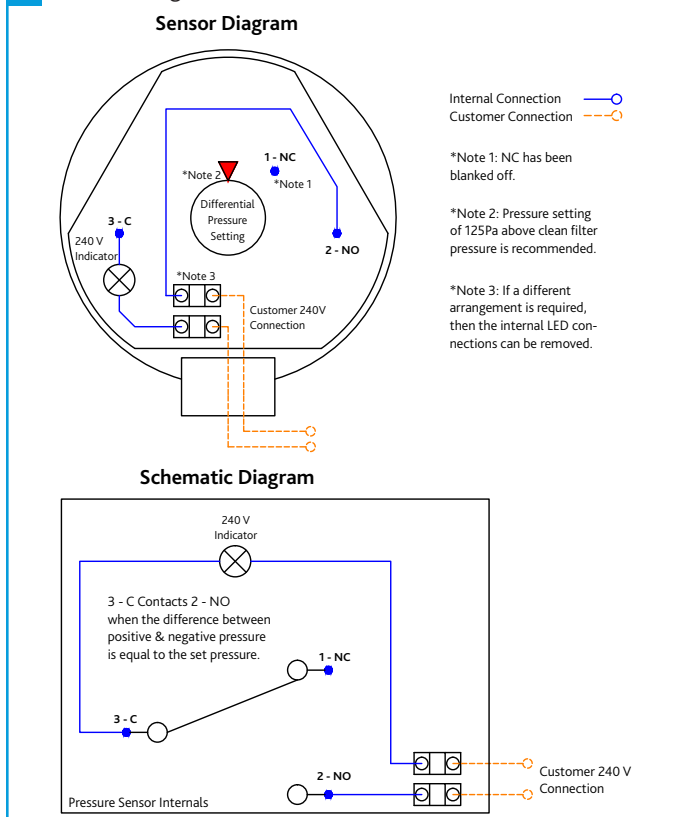 Sensor Diagram
Internal Connection
Customer Connection
*Note 1: NC has been
blanked off.
*Note 2: Pressure setting
of 125Pa above clean filter
pressure is recommended.
*Note 3: If a different
arrangement is required,
then the internal LED con-
nections can be removed.
1 - NC
*Note 2
*Note 1
Differential
Pressure
Setting
3 - C
2 - NO
240 V
Indicator
*Note 3
Customer 240V
Connection
Schematic Diagram
240 V
Indicator
3 - C Contacts 2 - NO
when the difference between
positive & negative pressure
is equal to the set pressure.
1 - NC
3 - C
2 - NO
Customer 240 V
Connection
Pressure Sensor Internals